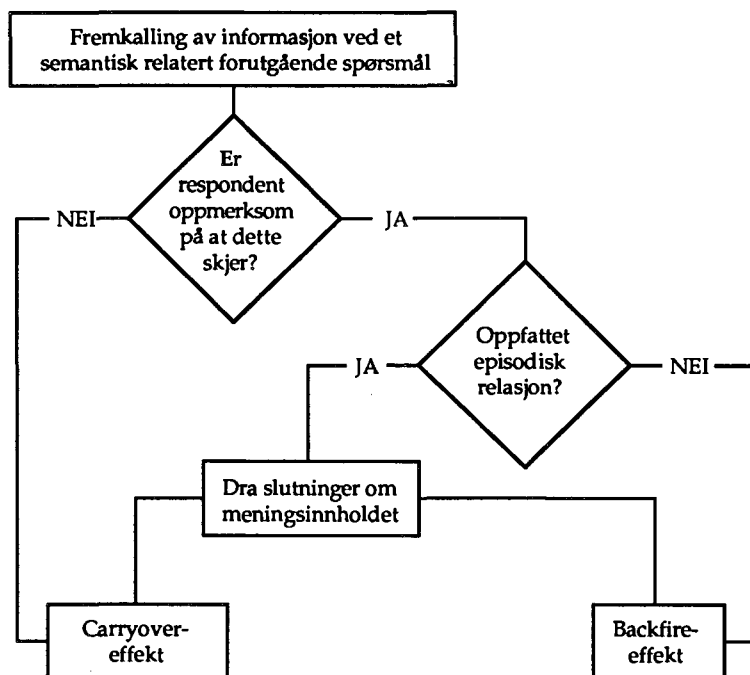 Fremkalling av informasjon ved et
semantisk relatert forutgående spørsmål
Er
respondent
oppmerksom
på at dette
skjer?
NEI
JA
Oppfattet
episodisk
relasjon?
JA
NEI
Dra slutninger om
meningsinnholdet
Carryover-
effekt
Backfire-
effekt